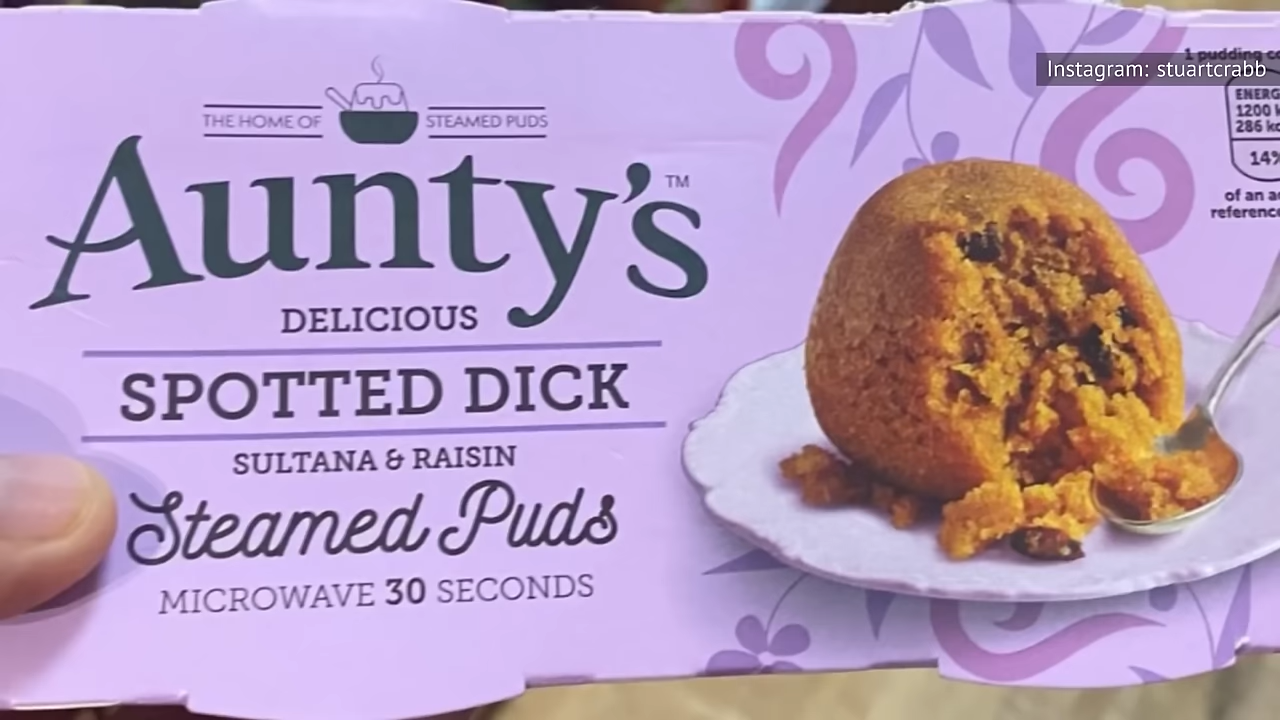 Instagram: stuartcrabb
THE HOME OF STEAMED PUDS
Aunty's™
DELICIOUS
SPOTTED DICK
SULTANA & RAISIN
Steamed Puds
MICROWAVE 30 SECONDS
1 pudding
ENERG
1200
286
14%
of an
reference